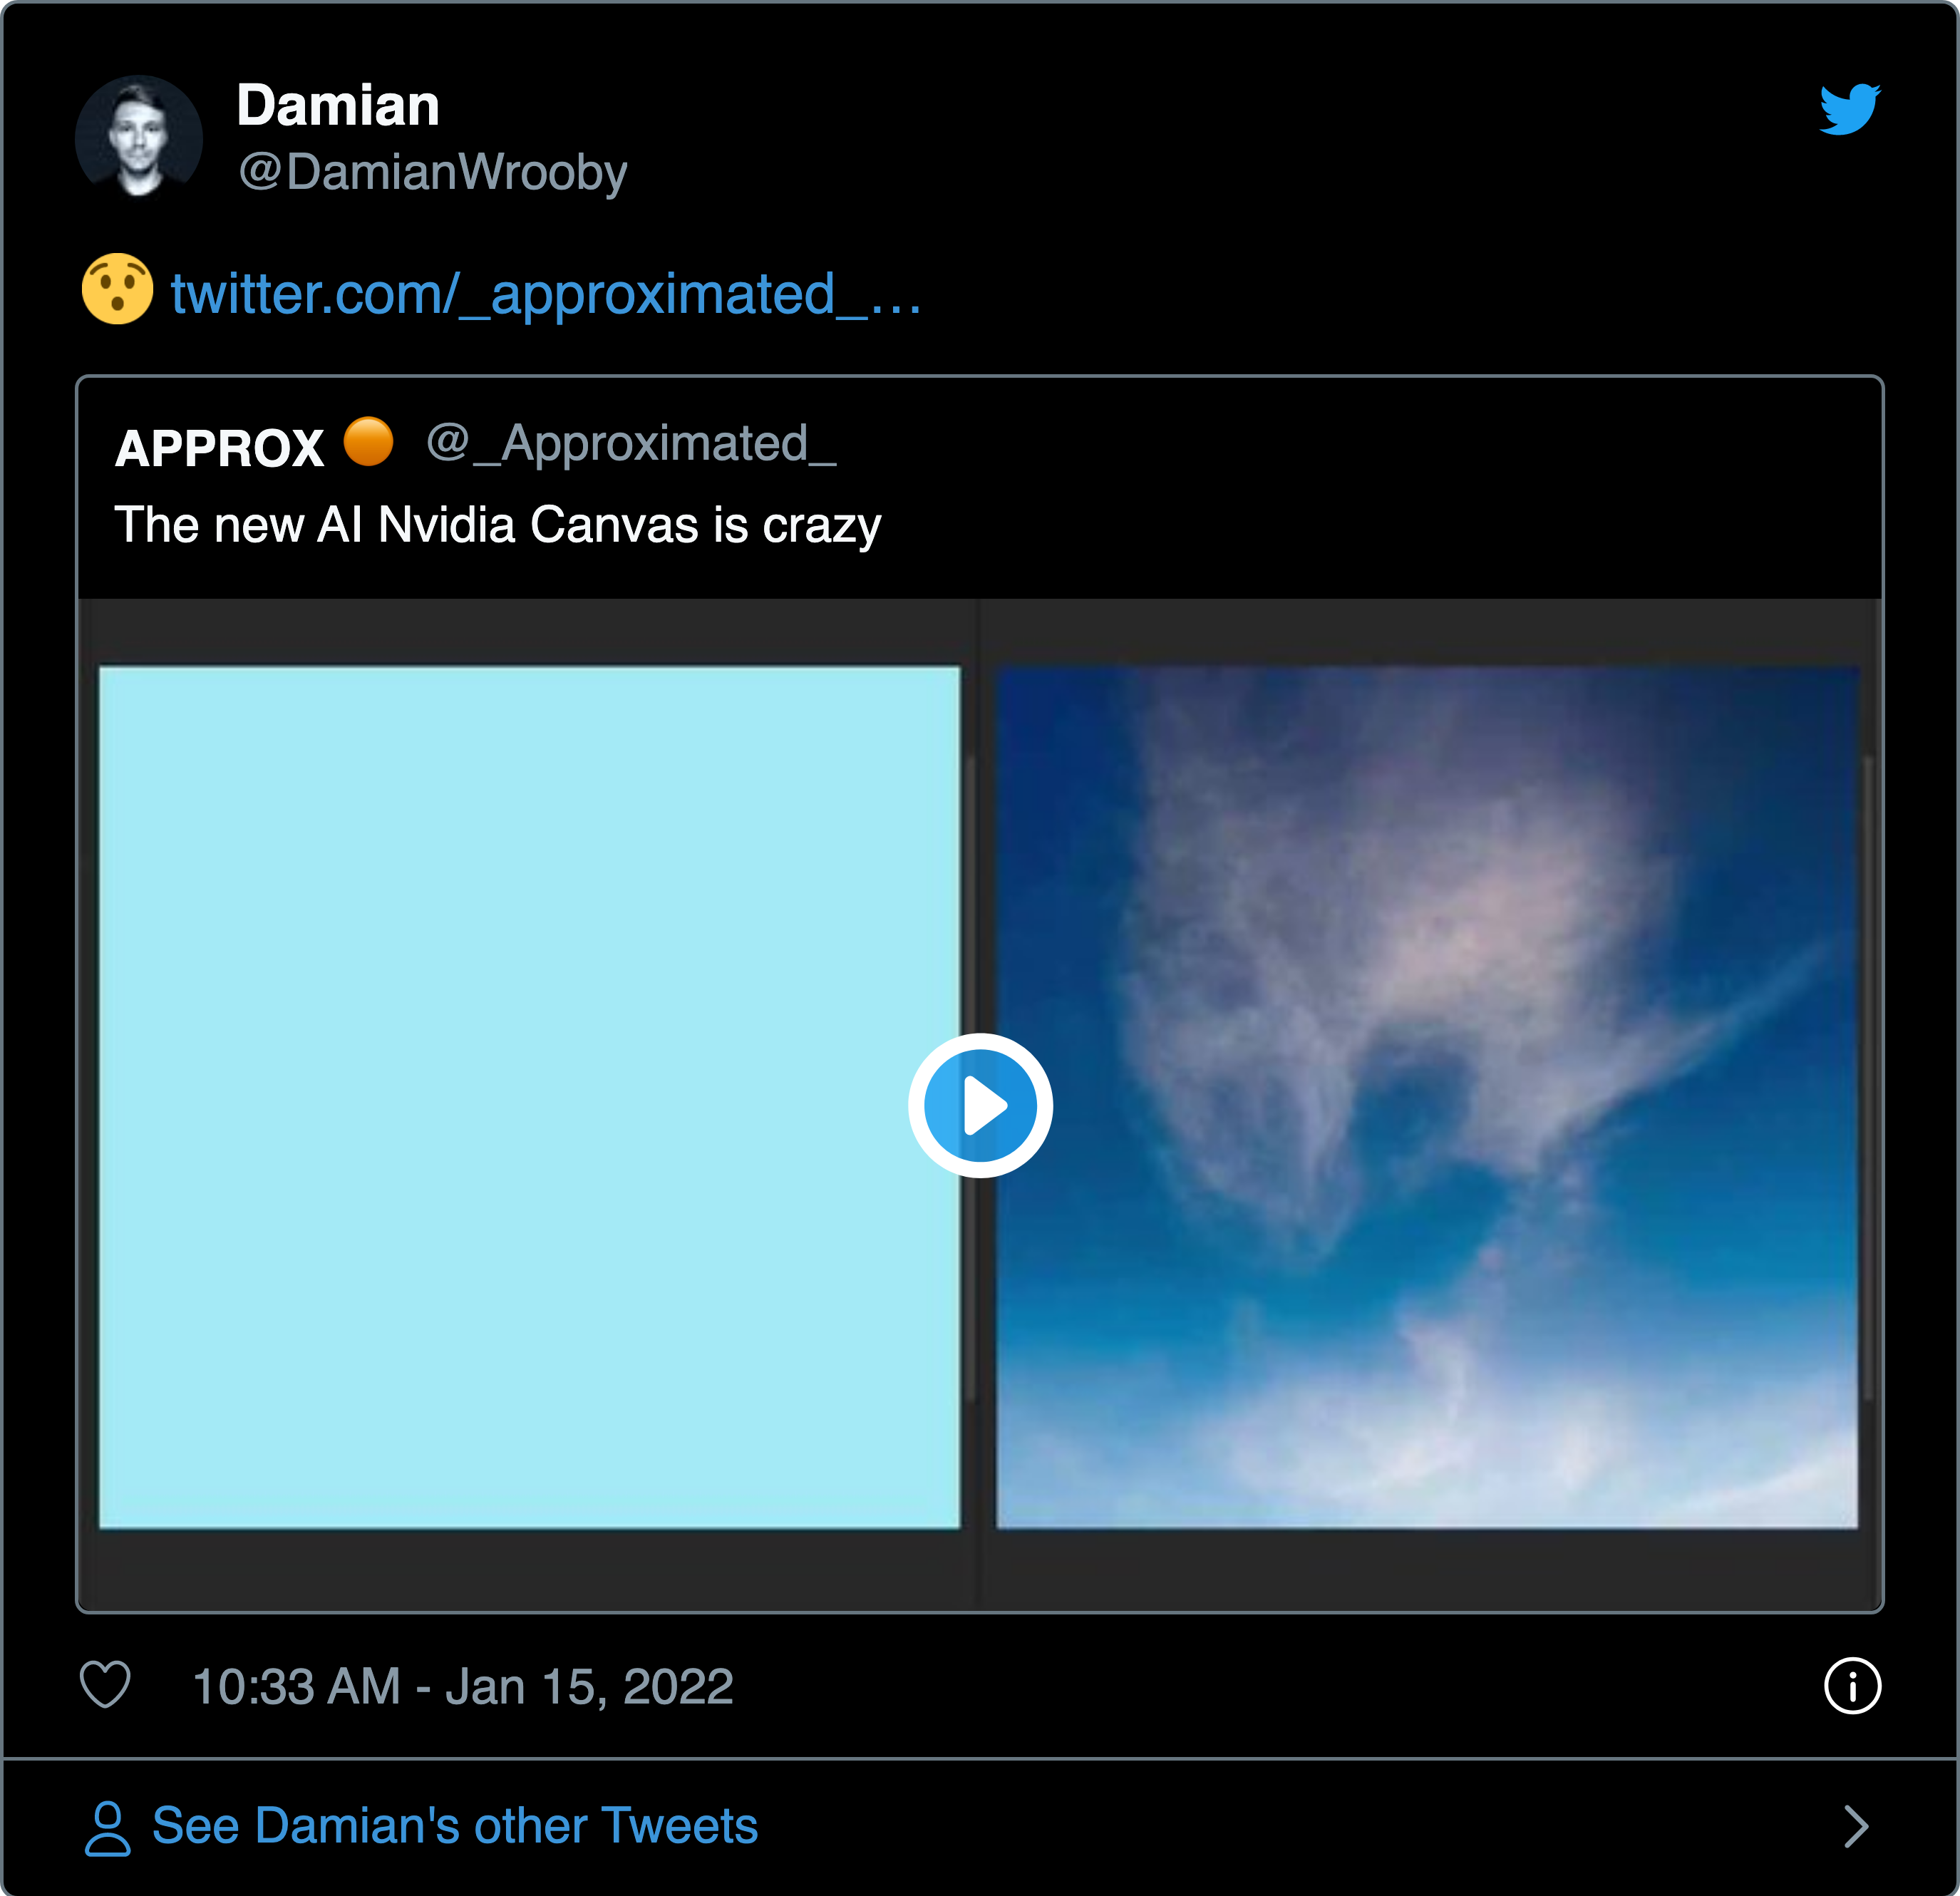 Damian
@DamianWrooby
😯 twitter.com/_approximated_…
APPROX 🟠 @_Approximated_
The new AI Nvidia Canvas is crazy
10:33 AM - Jan 15, 2022
See Damian's other Tweets